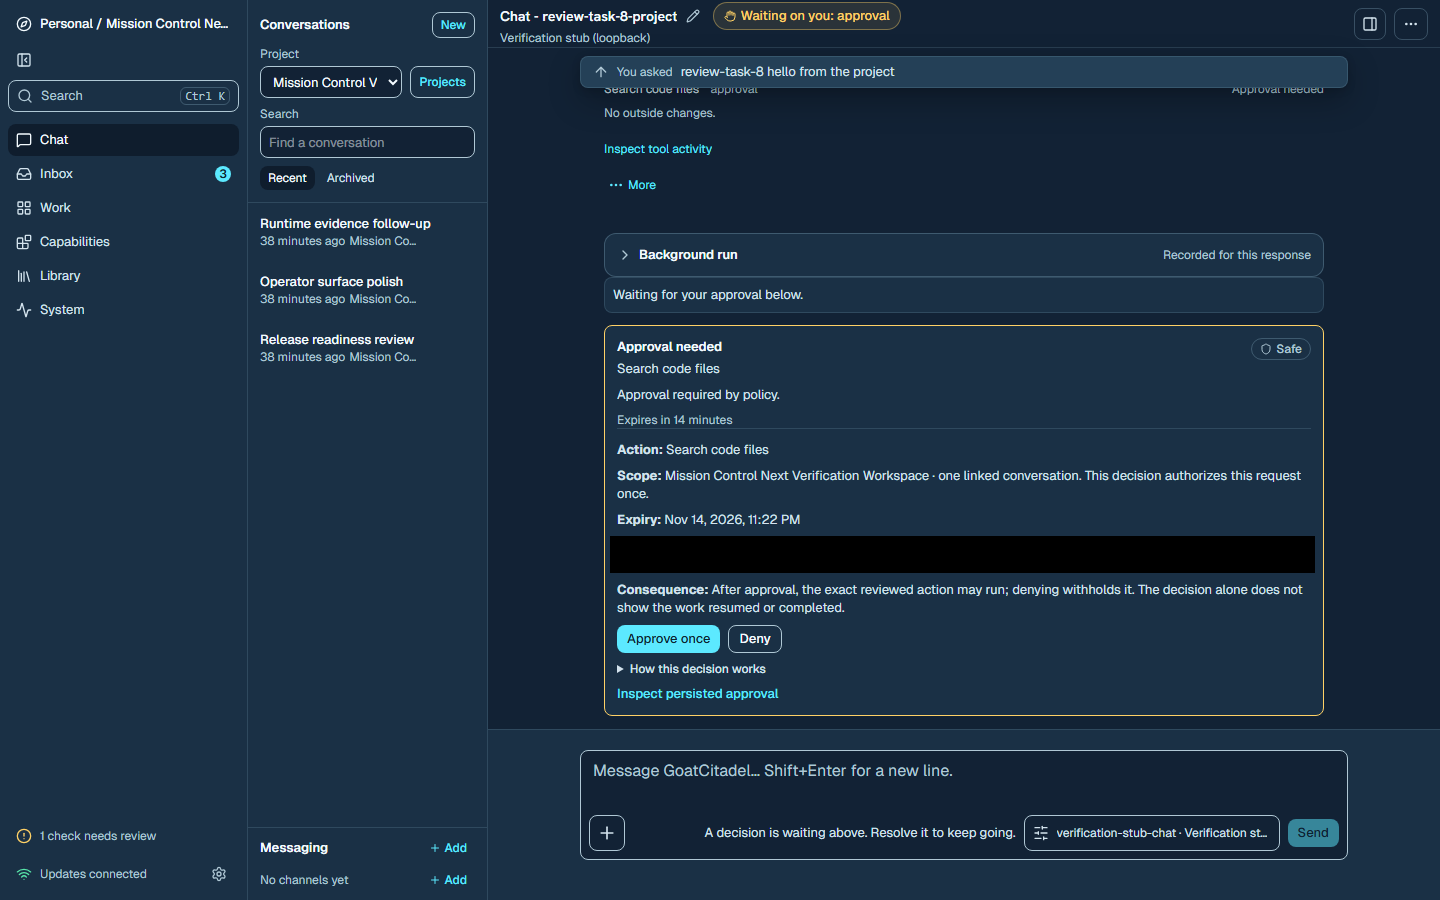 Personal / Mission Control Ne...
Search
Ctrl K
Chat
Inbox
3
Work
Capabilities
Library
System
1 check needs review
Updates connected
Conversations
New
Project
Mission Control V
Projects
Search
Find a conversation
Recent
Archived
Runtime evidence follow-up
38 minutes ago Mission Co...
Operator surface polish
38 minutes ago Mission Co...
Release readiness review
38 minutes ago Mission Co...
Messaging
+ Add
No channels yet
+ Add
Chat - review-task-8-project
Waiting on you: approval
Verification stub (loopback)
You asked review-task-8 hello from the project
Search code files approval
Approval needed
No outside changes.
Inspect tool activity
... More
Background run
Recorded for this response
Waiting for your approval below.
Approval needed
Safe
Search code files
Approval required by policy.
Expires in 14 minutes
Action: Search code files
Scope: Mission Control Next Verification Workspace · one linked conversation. This decision authorizes this request
once.
Expiry: Nov 14, 2026, 11:22 PM
Consequence: After approval, the exact reviewed action may run; denying withholds it. The decision alone does not
show the work resumed or completed.
Approve once
Deny
How this decision works
Inspect persisted approval
Message GoatCitadel... Shift+Enter for a new line.
A decision is waiting above. Resolve it to keep going.
verification-stub-chat · Verification st...
Send